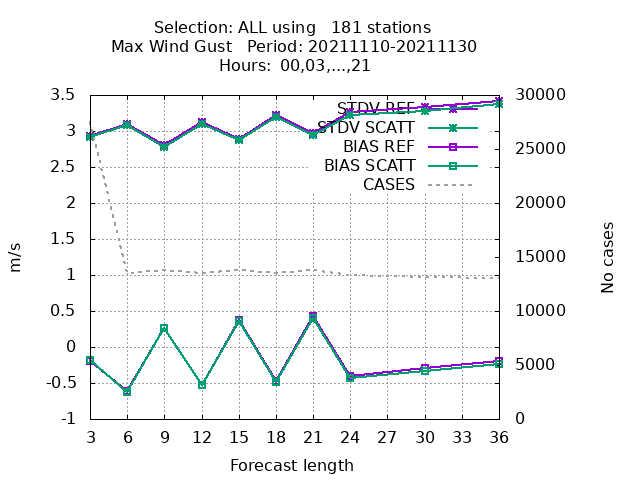 Selection: ALL using   181 stations
Max Wind Gust   Period: 20211110-20211130
Hours: 00,03,...,21
3.5
3
2.5
2
1.5
1
0.5
0
-0.5
-1
m/s
30000
25000
20000
15000
10000
5000
0
No cases
STDV REF
STDV SCATT
BIAS REF
BIAS SCATT
CASES
3 6 9 12 15 18 21 24 27 30 33 36
Forecast length